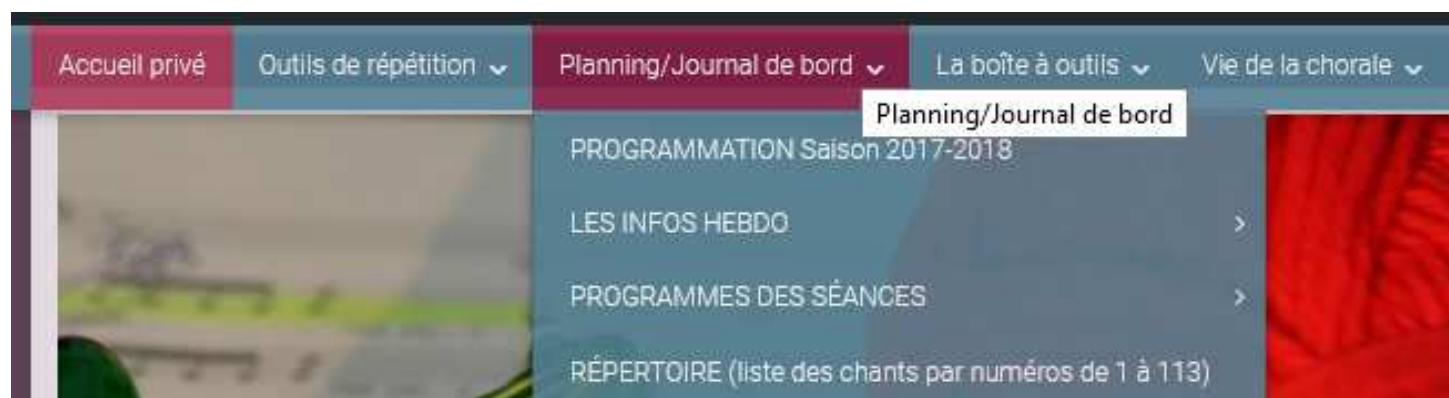 Accueil privé Outils de répétition Planning/Journal de bord La boîte à outils Vie de la chorale
Planning/Journal de bord
PROGRAMMATION Saison 2017-2018
LES INFOS HEBDO
PROGRAMMES DES SÉANCES
RÉPERTOIRE (liste des chants par numéros de 1 à 113)